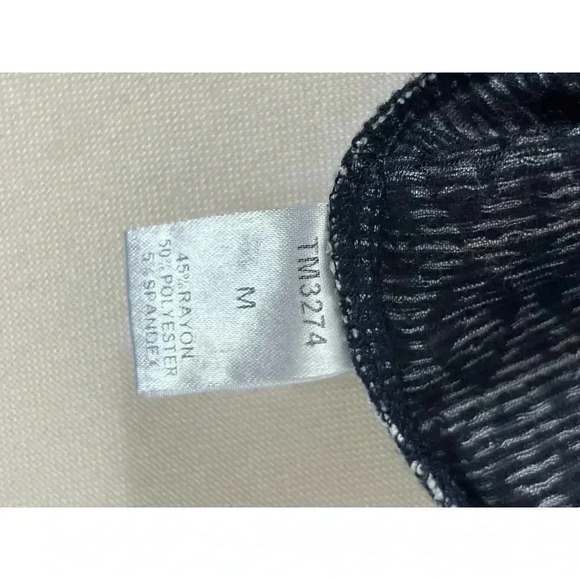 TM3274
M
45% RAYON
50% POLYESTER
5% SPANDEX